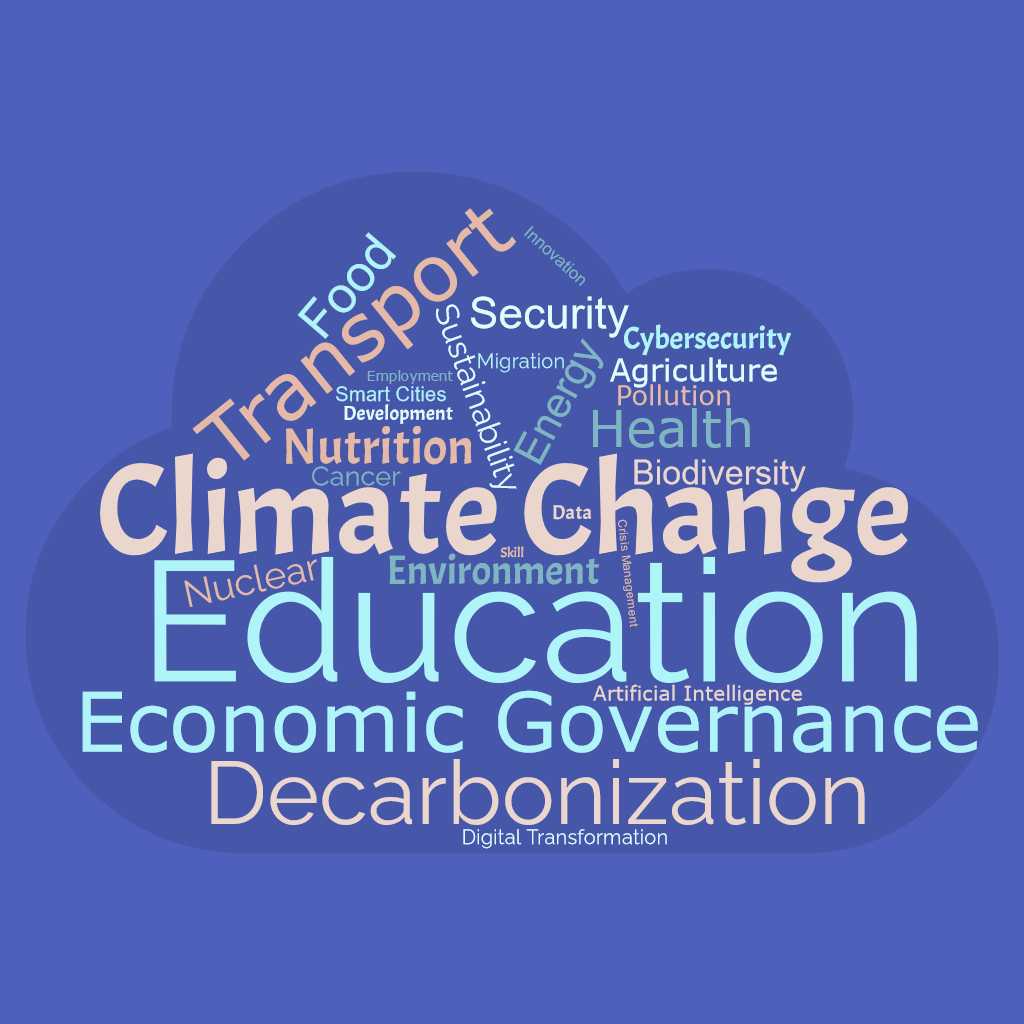 Food
Transport
Innovation
Security
Sustainability
Cybersecurity
Migration
Energy
Agriculture
Employment
Smart Cities
Pollution
Development
Health
Nutrition
Cancer
Biodiversity
Climate Change
Data
Skill
Crisis Management
Nuclear
Environment
Education
Artificial Intelligence
Economic Governance
Decarbonization
Digital Transformation